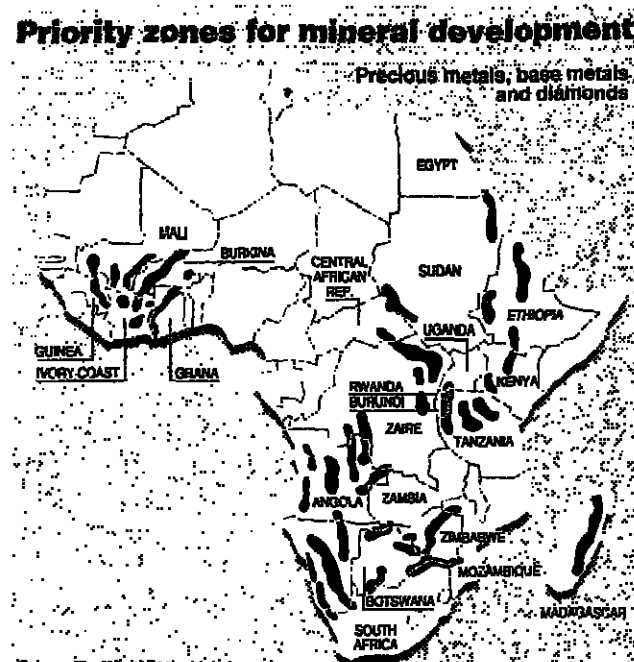 Priority zones for mineral development
Precious metals, base metals
and diamonds
EGYPT
MALI
BURKINA
CENTRAL
AFRICAN
REP.
SUDAN
ETHIOPIA
UGANDA
GUINEA
IVORY COAST
GHANA
RWANDA
BURUNDI
KENYA
ZAIRE
TANZANIA
ANGOLA
ZAMBIA
ZIMBABWE
MOZAMBIQUE
BOTSWANA
MADAGASCAR
SOUTH
AFRICA